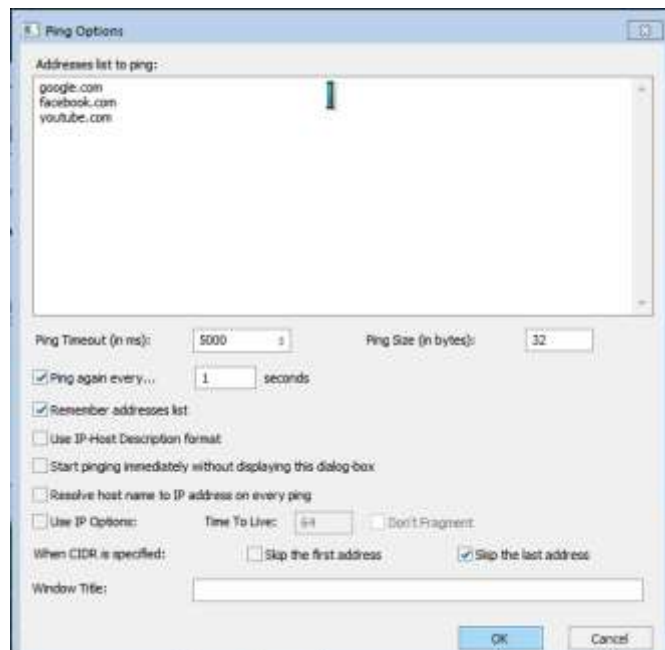 Ping Options
Addresses list to ping:
google.com
facebook.com
youtube.com
Ping Timeout (in ms): 5000 Ping Size (in bytes): 32
Ping again every... 1 seconds
Remember addresses list
Use IP-Host Description format
Start pinging immediately without displaying this dialog-box
Resolve host name to IP address on every ping
Use IP Options: Time To Live: 64 Don't Fragment
When CIDR is specified: Skip the first address Skip the last address
Window Title:
OK Cancel